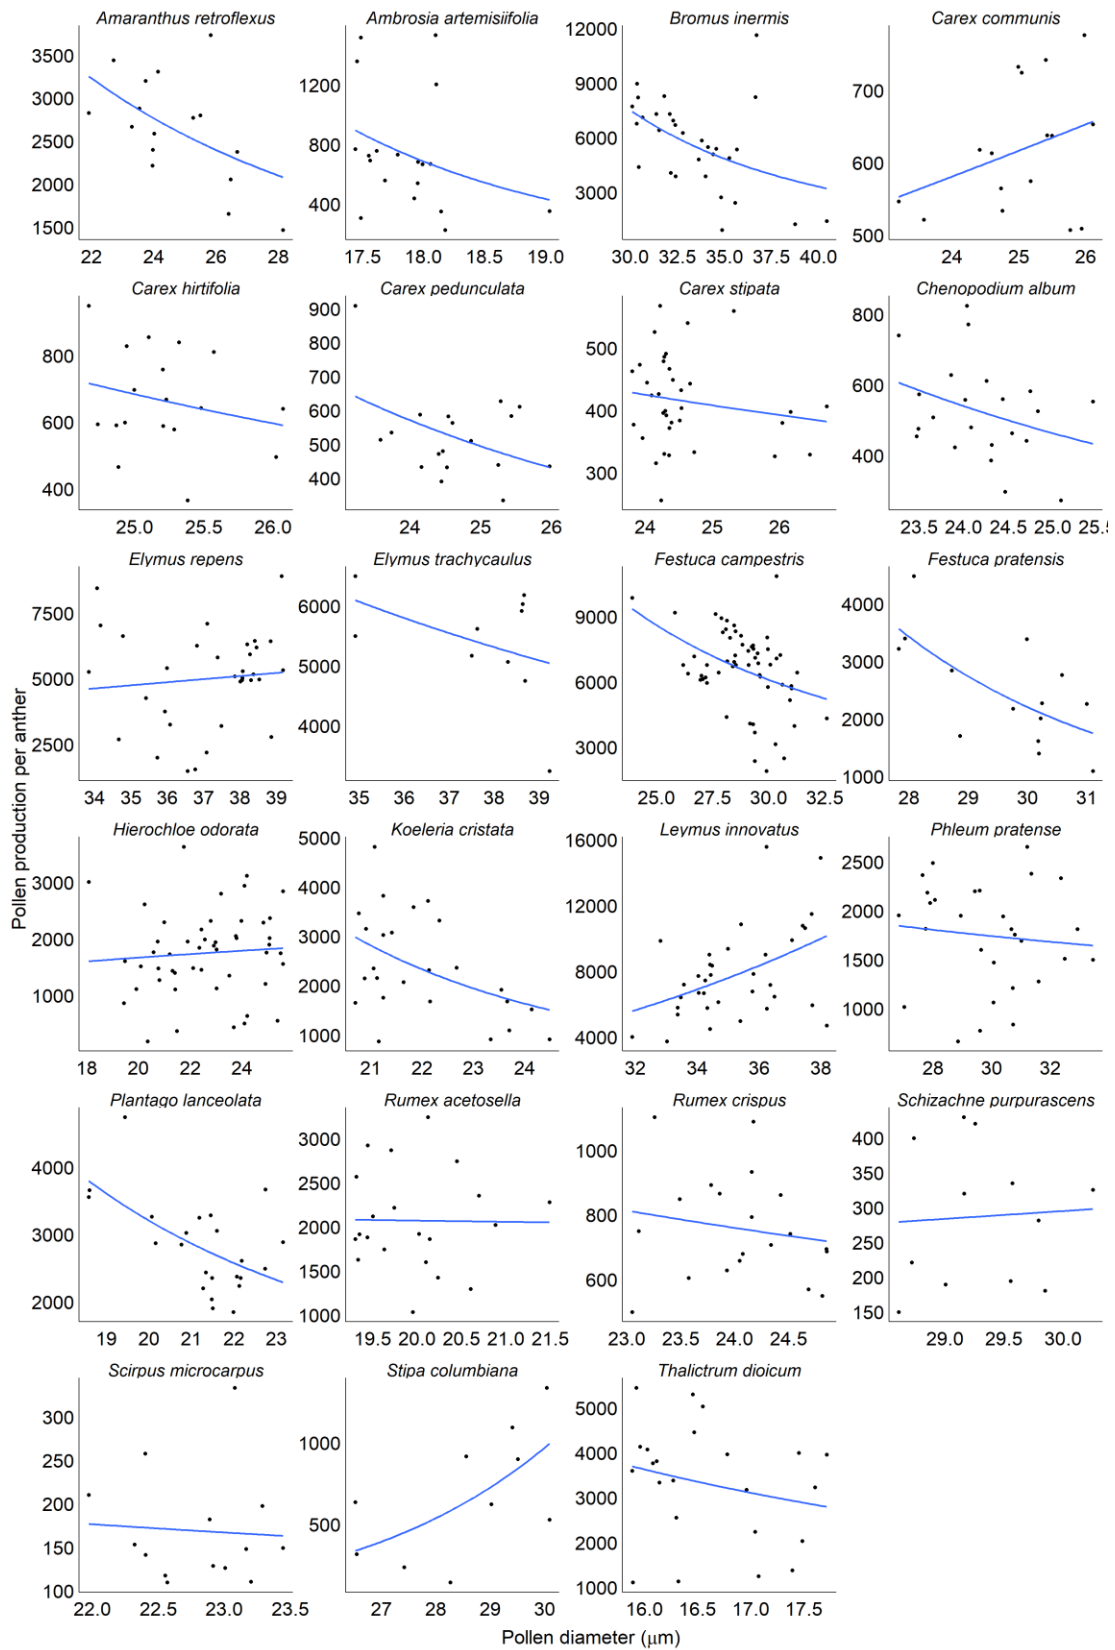 Amaranthus retroflexus Ambrosia artemisiifolia Bromus inermis Carex communis
3500 3000 2500 2000 1500
22 24 26 28
1200 800 400
17.5 18.0 18.5 19.0
12000 9000 6000 3000
30.0 32.5 35.0 37.5 40.0
700 600 500
24 25 26
Carex hirtifolia Carex pedunculata Carex stipata Chenopodium album
800 600 400
25.0 25.5 26.0
900 800 700 600 500 400
24 25 26
500 400 300
24 25 26
800 600 400
23.5 24.0 24.5 25.0 25.5
Elymus repens Elymus trachycaulus Festuca campestris Festuca pratensis
7500 5000 2500
34 35 36 37 38 39
6000 5000 4000
35 36 37 38 39
9000 6000 3000
25.0 27.5 30.0 32.5
4000 3000 2000 1000
28 29 30 31
Pollen production per anther
Hierochloe odorata Koeleria cristata Leymus innovatus Phleum pratense
3000 2000 1000
18 20 22 24
5000 4000 3000 2000 1000
21 22 23 24
16000 12000 8000 4000
32 34 36 38
2500 2000 1500 1000
28 30 32
Plantago lanceolata Rumex acetosella Rumex crispus Schizachne purpurascens
4000 3000 2000
19 20 21 22 23
3000 2500 2000 1500 1000
19.5 20.0 20.5 21.0 21.5
1000 800 600
23.0 23.5 24.0 24.5
400 350 300 250 200 150
29.0 29.5 30.0
Scirpus microcarpus Stipa columbiana Thalictrum dioicum
300 250 200 150 100
22.0 22.5 23.0 23.5
1000 500
27 28 29 30
5000 4000 3000 2000 1000
16.0 16.5 17.0 17.5
Pollen diameter (μm)